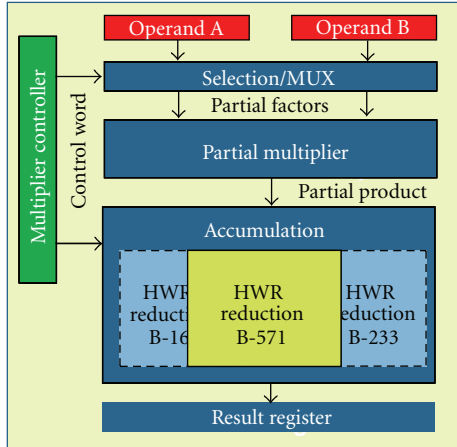 Operand A
Operand B
Multiplier controller
Control word
Selection/MUX
Partial factors
Partial multiplier
Partial product
Accumulation
HWR
reduction
B-571
HWR
B-16
HWR
B-233
Result register